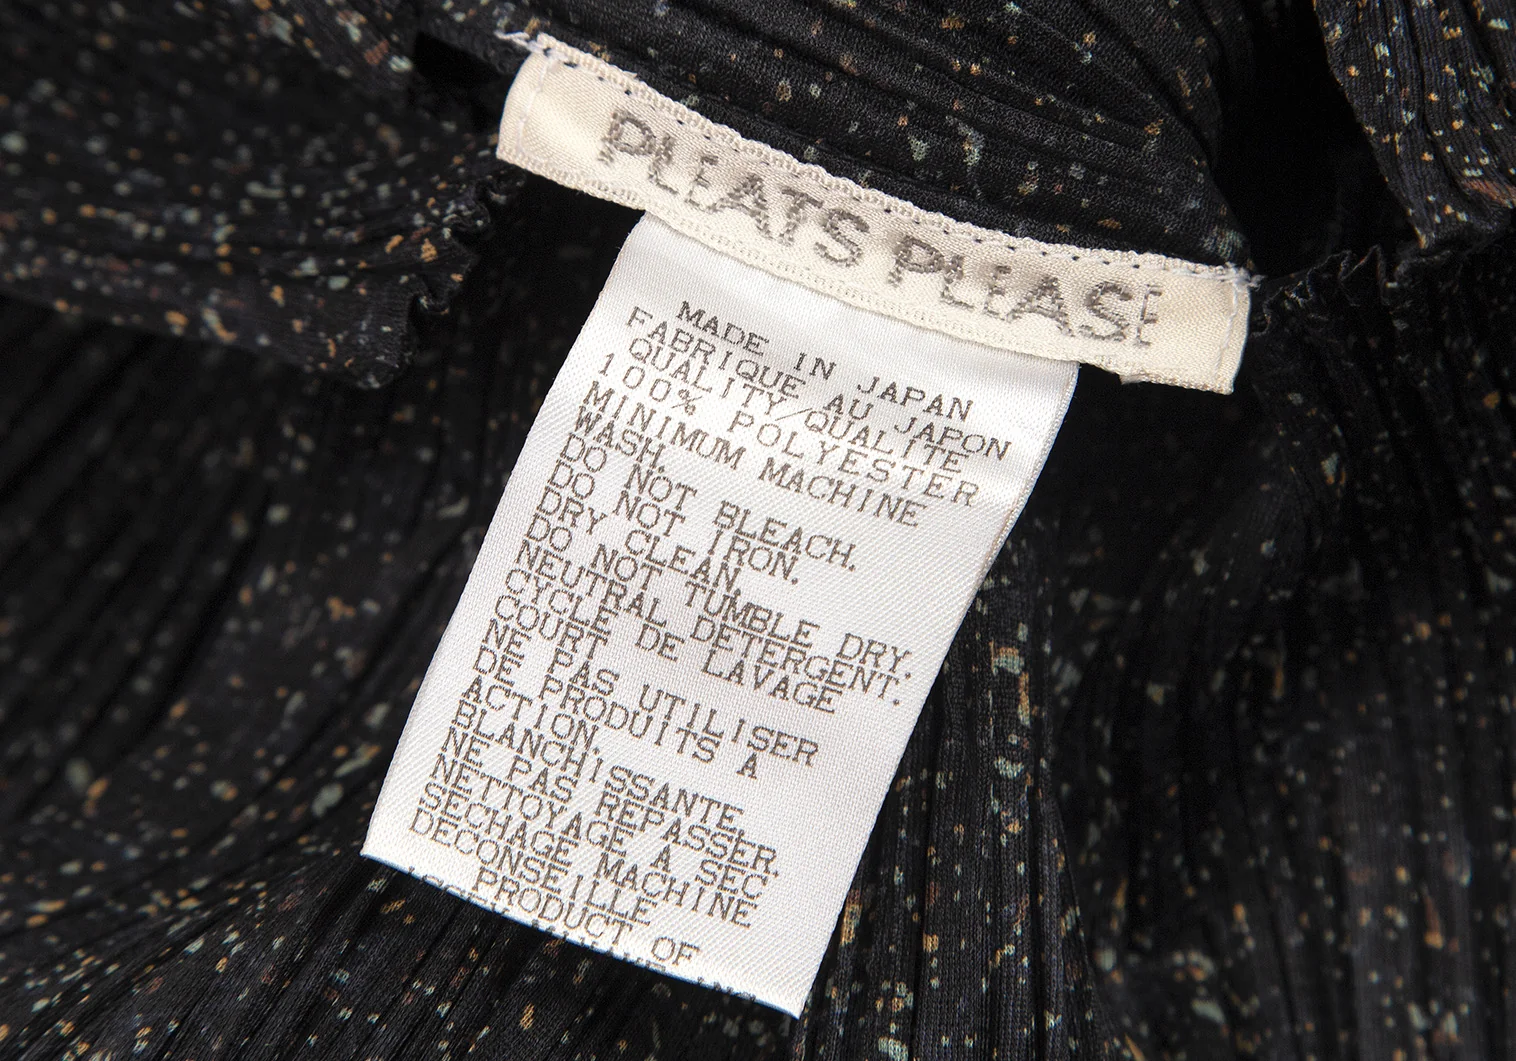 PLEATS PLEASE
MADE IN JAPAN
FABRIQUE AU JAPON
QUALITY/QUALITE
100% POLYESTER
MINIMUM MACHINE
WASH.
DO NOT BLEACH.
DO NOT IRON.
DRY CLEAN.
DO NOT TUMBLE DRY.
NEUTRAL DETERGENT.
CYCLE DE LAVAGE
COURT
NE PAS UTILISER
DE PRODUITS A
ACTION.
BLANCHISSANTE.
NE PAS REPASSER.
NETTOYAGE A SEC
SECHAGE MACHINE
DECONSEILLE
PRODUCT OF